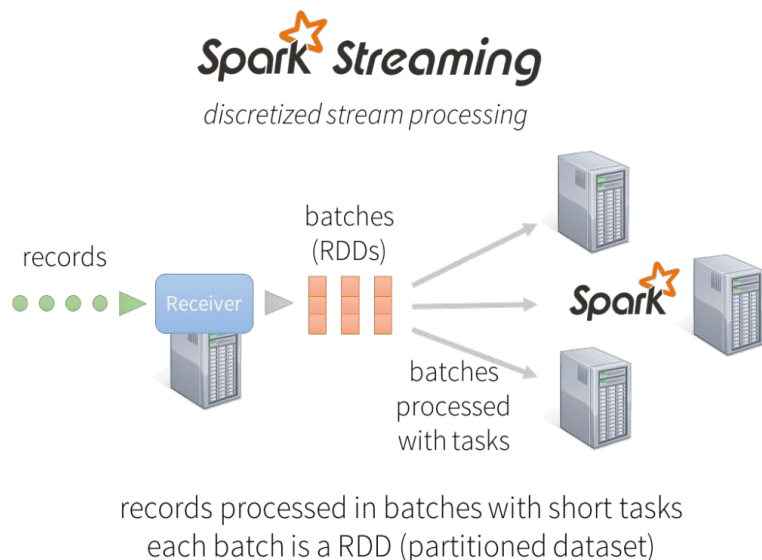 Spark Streaming
discretized stream processing
records
Receiver
batches
(RDDs)
Spark
batches
processed
with tasks
records processed in batches with short tasks
each batch is a RDD (partitioned dataset)